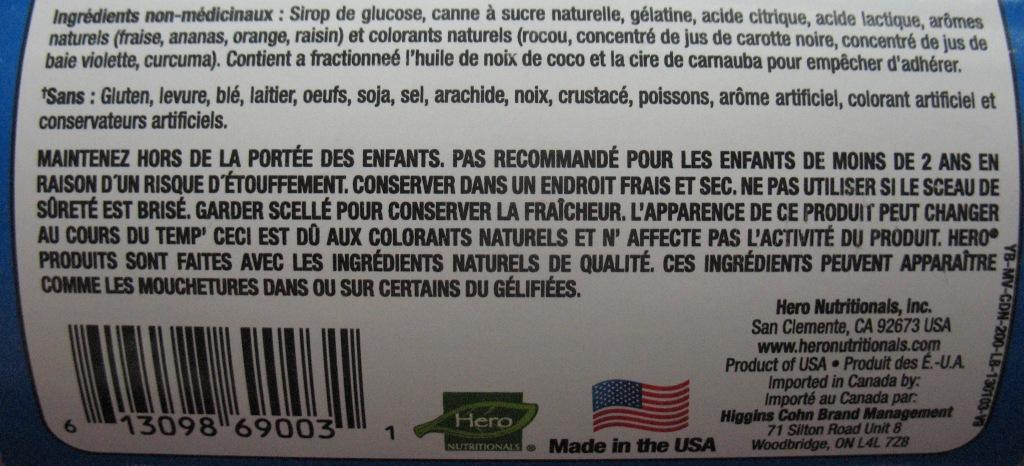 Ingrédients non-médicinaux : Sirop de glucose, canne à sucre naturelle, gélatine, acide citrique, acide lactique, arômes
naturels (fraise, ananas, orange, raisin) et colorants naturels (rocou, concentré de jus de carotte noire, concentré de jus de
baie violette, curcuma). Contient a fractionneé l'huile de noix de coco et la cire de carnauba pour empêcher d'adhérer.
†Sans : Gluten, levure, blé, laitier, oeufs, soja, sel, arachide, noix, crustacé, poissons, arôme artificiel, colorant artificiel et
conservateurs artificiels.
MAINTENEZ HORS DE LA PORTÉE DES ENFANTS. PAS RECOMMANDÉ POUR LES ENFANTS DE MOINS DE 2 ANS EN
RAISON D'UN RISQUE D'ÉTOUFFEMENT. CONSERVER DANS UN ENDROIT FRAIS ET SEC. NE PAS UTILISER SI LE SCEAU DE
SÛRETÉ EST BRISÉ. GARDER SCELLÉ POUR CONSERVER LA FRAÎCHEUR. L'APPARENCE DE CE PRODUIT PEUT CHANGER
AU COURS DU TEMP' CECI EST DÛ AUX COLORANTS NATURELS ET N' AFFECTE PAS L'ACTIVITÉ DU PRODUIT. HERO®
PRODUITS SONT FAITES AVEC LES INGRÉDIENTS NATURELS DE QUALITÉ. CES INGRÉDIENTS PEUVENT APPARAÎTRE
COMME LES MOUCHETURES DANS OU SUR CERTAINS DU GÉLIFIÉES.
Hero Nutritionals, Inc.
San Clemente, CA 92673 USA
www.heronutritionals.com
Product of USA • Produit des É.-U.A.
Imported in Canada by:
Importé au Canada par:
Higgins Cohn Brand Management
71 Silton Road Unit 8
Woodbridge, ON L4L 7Z8
YB-MV-CDN-200-LB-130103-V3
6 13098 69003 1
Hero
NUTRITIONALS ®
Made in the USA